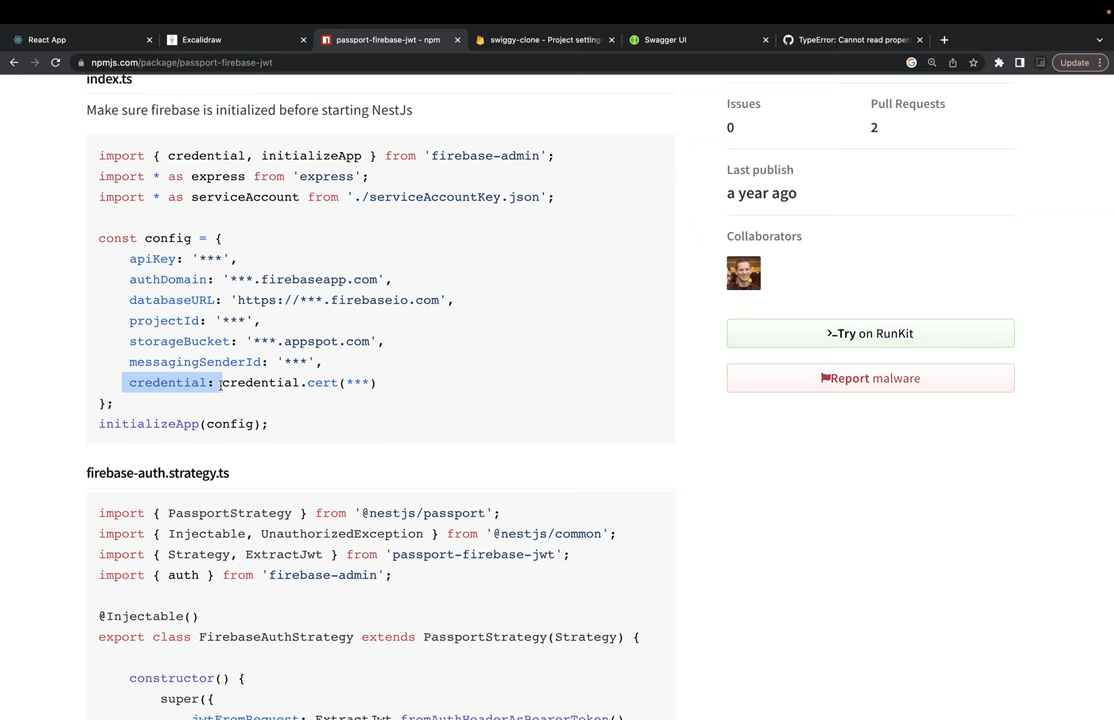 React App
Excalidraw
passport-firebase-jwt - npm
swiggy-clone - Project setting
Swagger UI
TypeError: Cannot read propert
npmjs.com/package/passport-firebase-jwt
Update
index.ts
Make sure firebase is initialized before starting NestJs
import { credential, initializeApp } from 'firebase-admin';
import * as express from 'express';
import * as serviceAccount from './serviceAccountKey.json';
const config = {
apiKey: '***',
authDomain: '***.firebaseapp.com',
databaseURL: 'https://***.firebaseio.com',
projectId: '***',
storageBucket: '***.appspot.com',
messagingSenderId: '***',
credential: credential.cert(***)
};
initializeApp(config);
firebase-auth.strategy.ts
import { PassportStrategy } from '@nestjs/passport';
import { Injectable, UnauthorizedException } from '@nestjs/common';
import { Strategy, ExtractJwt } from 'passport-firebase-jwt';
import { auth } from 'firebase-admin';
@Injectable()
export class FirebaseAuthStrategy extends PassportStrategy(Strategy) {
constructor() {
super({
jwtFromRequest: ExtractJwt.fromAuthHeaderAsBearerToken()
Issues
Pull Requests
0
2
Last publish
a year ago
Collaborators
Try on RunKit
Report malware